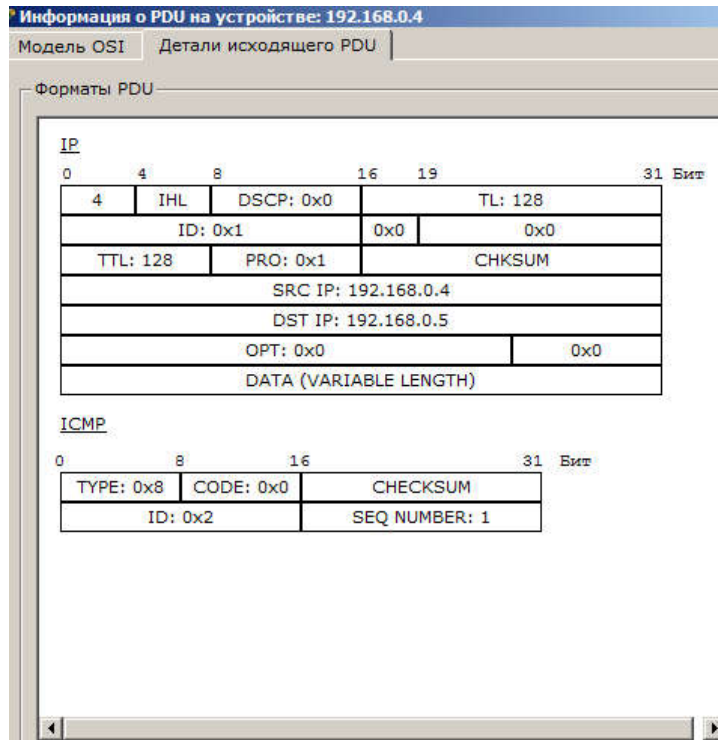 Информация о PDU на устройстве: 192.168.0.4
Модель OSI Детали исходящего PDU
Форматы PDU
IP
0 4 8 16 19 31 Бит
4 IHL DSCP: 0x0 TL: 128
ID: 0x1 0x0 0x0
TTL: 128 PRO: 0x1 CHKSUM
SRC IP: 192.168.0.4
DST IP: 192.168.0.5
OPT: 0x0 0x0
DATA (VARIABLE LENGTH)
ICMP
0 8 16 31 Бит
TYPE: 0x8 CODE: 0x0 CHECKSUM
ID: 0x2 SEQ NUMBER: 1